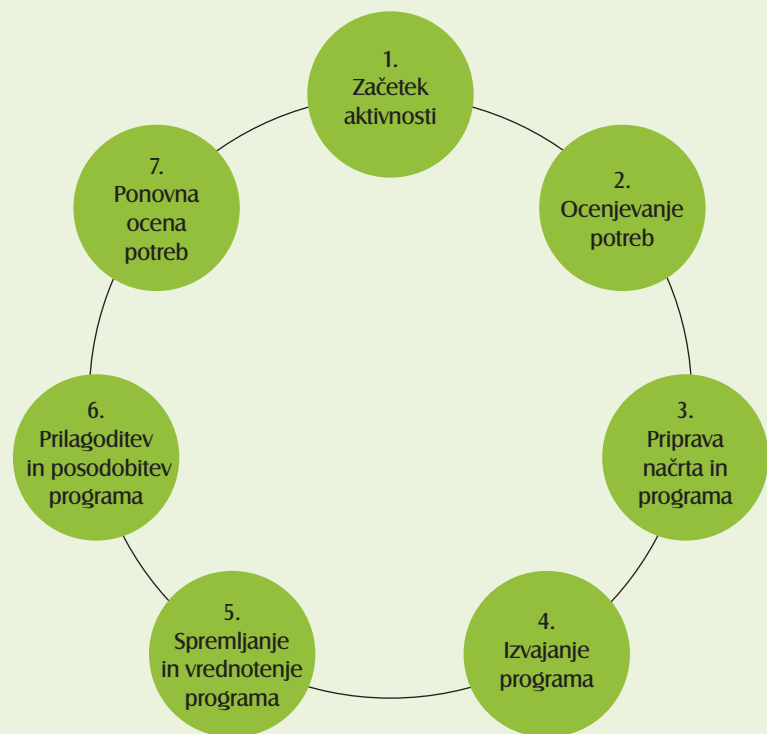 1.
Začetek
aktivnosti
2.
Ocenjevanje
potreb
3.
Priprava
načrta in
programa
4.
Izvajanje
programa
5.
Spremljanje
in vrednotenje
programa
6.
Prilagoditev
in posodobitev
programa
7.
Ponovna
ocena
potreb